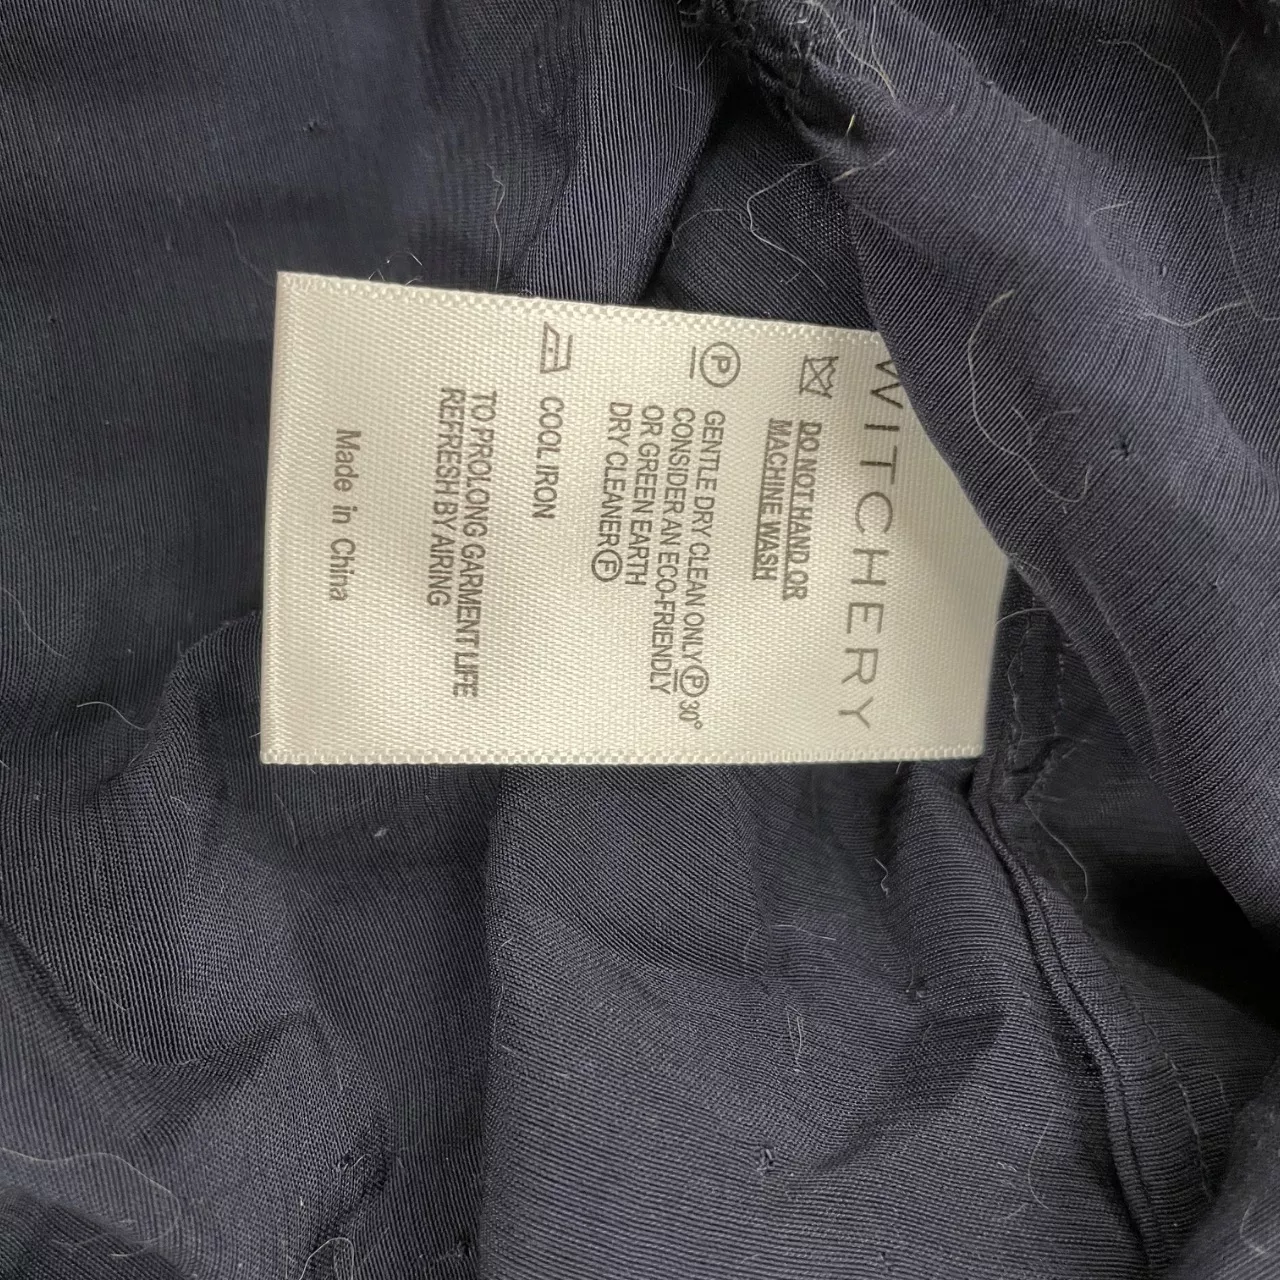 WITCHERY
DO NOT HAND OR
MACHINE WASH
P GENTLE DRY CLEAN ONLY Ⓟ 30°
CONSIDER AN ECO-FRIENDLY
OR GREEN EARTH
DRY CLEANER Ⓕ
COOL IRON
TO PROLONG GARMENT LIFE
REFRESH BY AIRING
Made in China